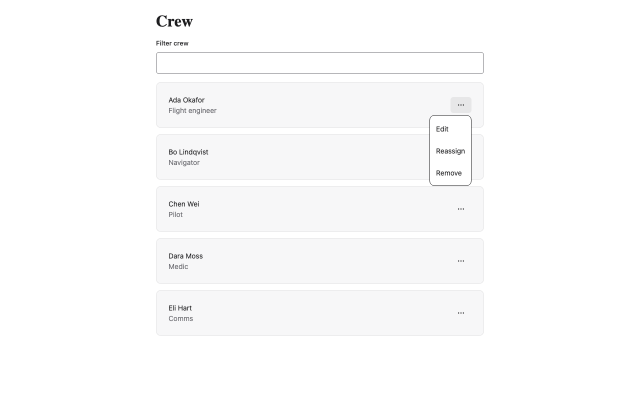 Crew
Filter crew
Ada Okafor
Flight engineer
...
Edit
Reassign
Remove
Bo Lindqvist
Navigator
Chen Wei
Pilot
...
Dara Moss
Medic
...
Eli Hart
Comms
...